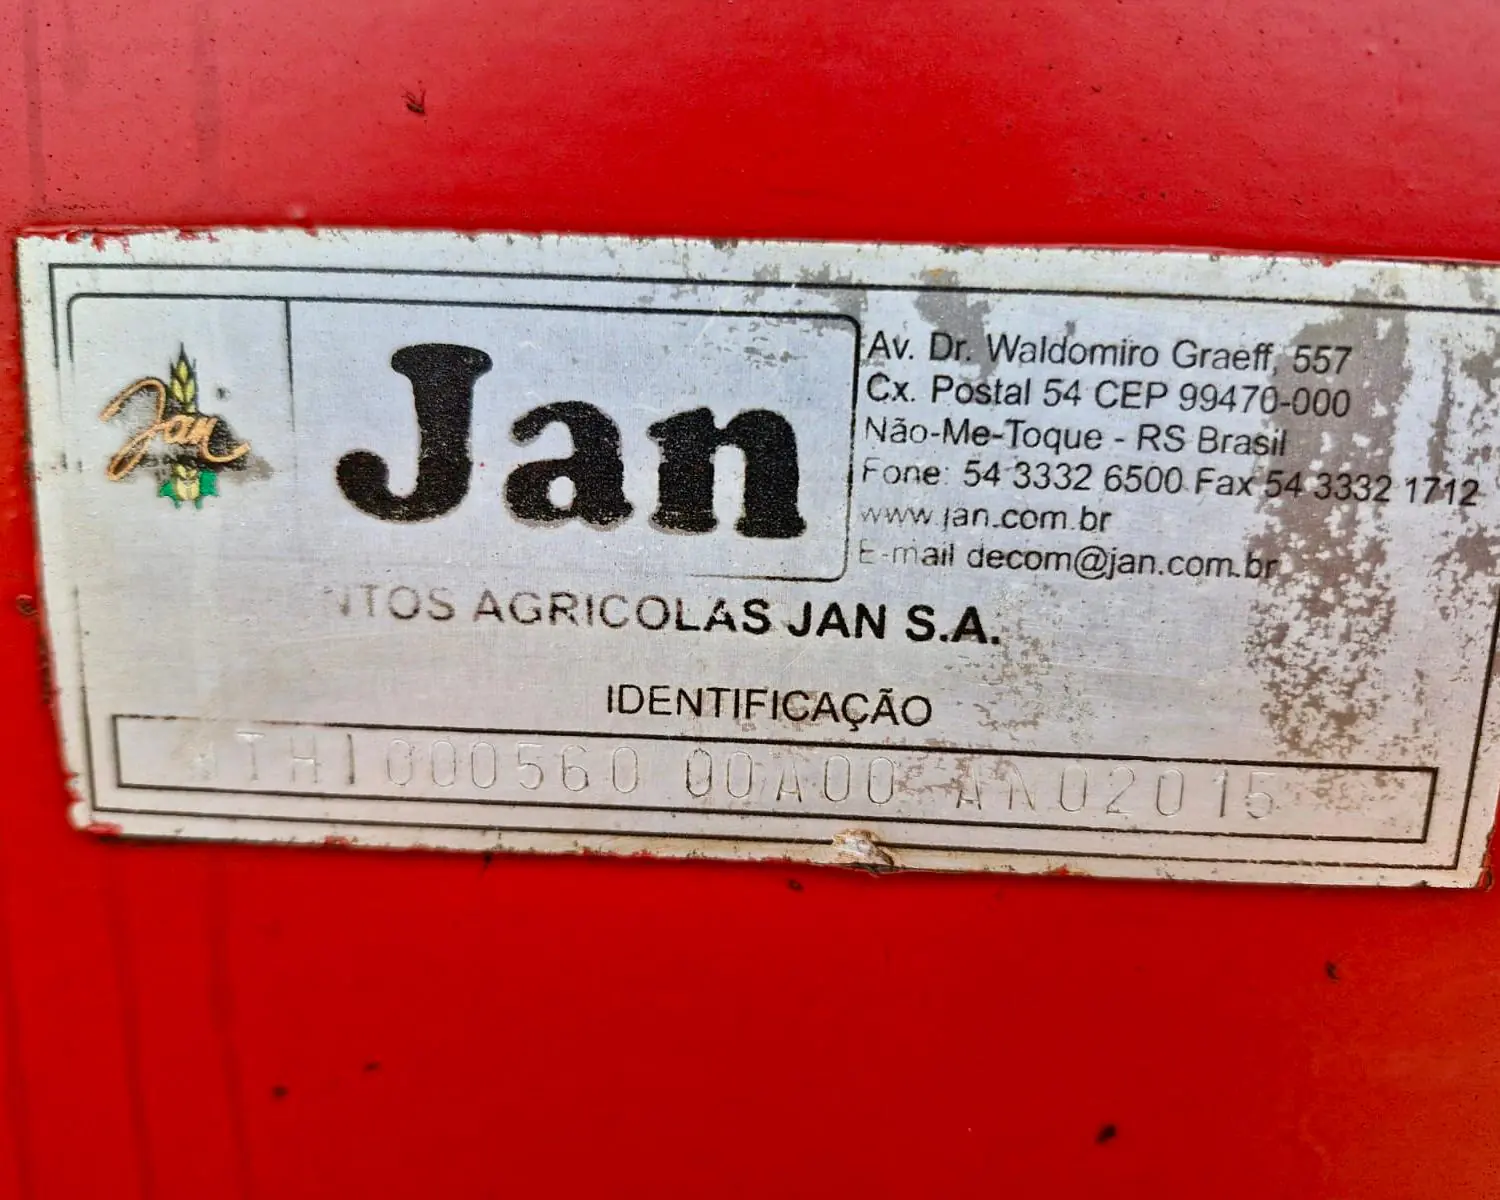 Jan
Jan
Av. Dr. Waldomiro Graeff, 557
Cx. Postal 54 CEP 99470-000
Não-Me-Toque - RS Brasil
Fone: 54 3332 6500 Fax 54 3332 1712
www.jan.com.br
E-mail decom@jan.com.br
AGRICOLAS JAN S.A.
IDENTIFICAÇÃO
00A00 AN02015